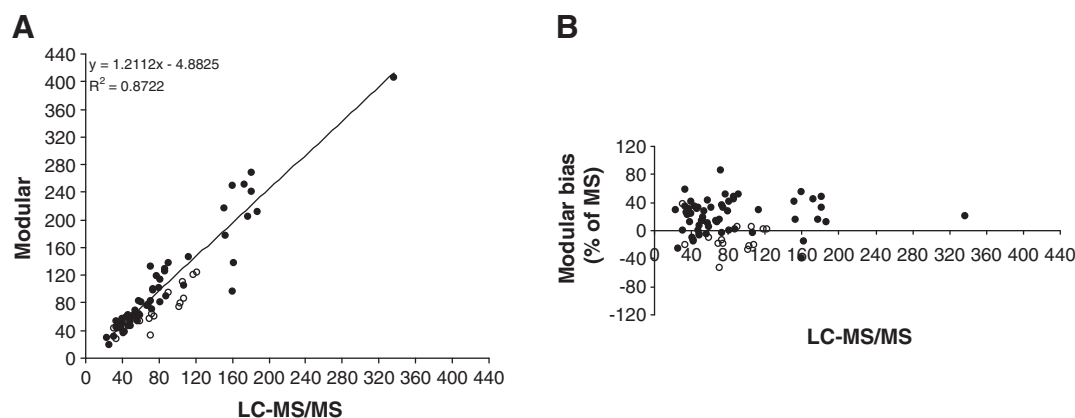 A
Modular
440
400
360
320
280
240
200
160
120
80
40
0
y = 1.2112x - 4.8825
R² = 0.8722
0 40 80 120 160 200 240 280 320 360 400 440
LC-MS/MS
B
Modular bias
(% of MS)
120
80
40
0
-40
-80
-120
0 40 80 120 160 200 240 280 320 360 400 440
LC-MS/MS